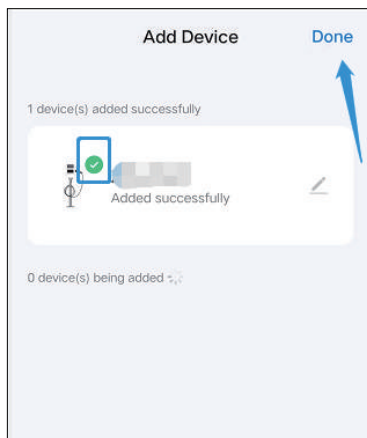 Add Device
Done
1 device(s) added successfully
Added successfully
0 device(s) being added